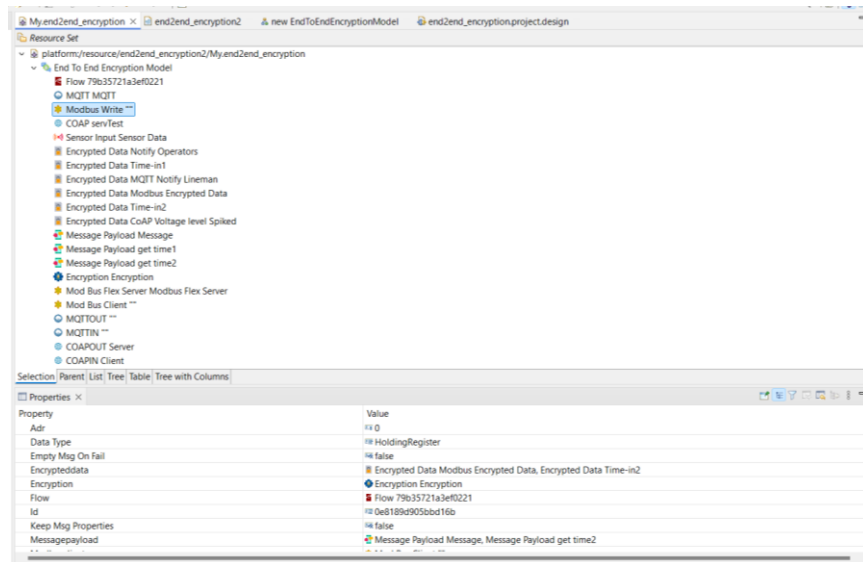 My.end2end_encryption end2end_encryption2 new EndToEndEncryptionModel end2end_encryption.project.design
Resource Set
platform:/resource/end2end_encryption2/My.end2end_encryption
End To End Encryption Model
Flow 79b35721a3ef0221
MQTT MQTT
Modbus Write ""
COAP servTest
Sensor Input Sensor Data
Encrypted Data Notify Operators
Encrypted Data Time-in1
Encrypted Data MQTT Notify Lineman
Encrypted Data Modbus Encrypted Data
Encrypted Data Time-in2
Encrypted Data CoAP Voltage level Spiked
Message Payload Message
Message Payload get time1
Message Payload get time2
Encryption Encryption
Mod Bus Flex Server Modbus Flex Server
Mod Bus Client ""
MQTTOUT ""
MQTTIN ""
COAPOUT Server
COAPIN Client
Selection Parent List Tree Table Tree with Columns
Properties
Property Value
Adr 0
Data Type HoldingRegister
Empty Msg On Fail false
Encrypteddata Encrypted Data Modbus Encrypted Data, Encrypted Data Time-in2
Encryption Encryption Encryption
Flow Flow 79b35721a3ef0221
Id 0e8189d905bbd16b
Keep Msg Properties false
Messagepayload Message Payload Message, Message Payload get time2